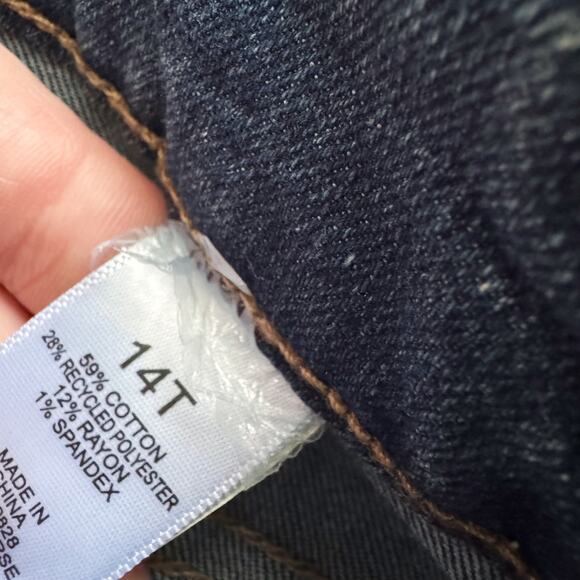 14T
59% COTTON
28% RECYCLED POLYESTER
12% RAYON
1% SPANDEX
MADE IN
CHINA